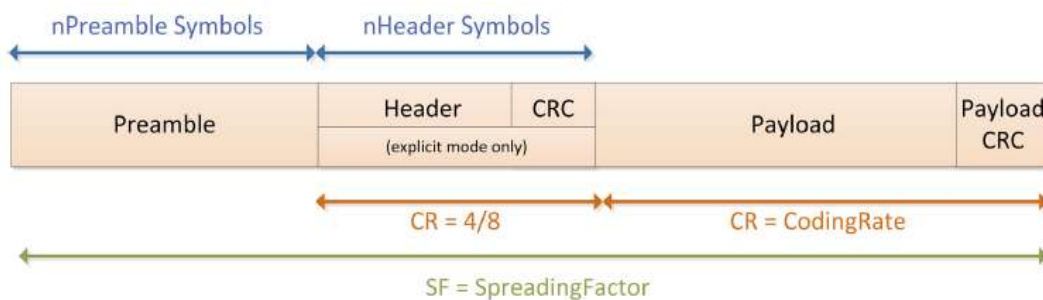 nPreamble Symbols
nHeader Symbols
Preamble
Header
CRC
(explicit mode only)
Payload
Payload
CRC
CR = 4/8
CR = CodingRate
SF = SpreadingFactor